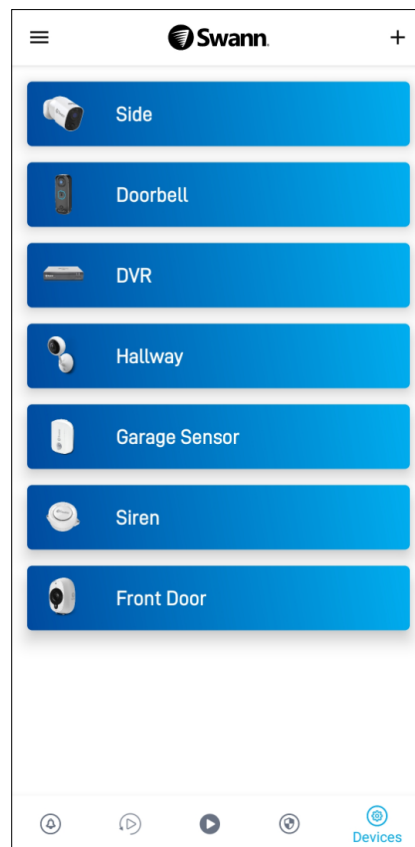 Swann.
Side
Doorbell
DVR
Hallway
Garage Sensor
Siren
Front Door
Devices